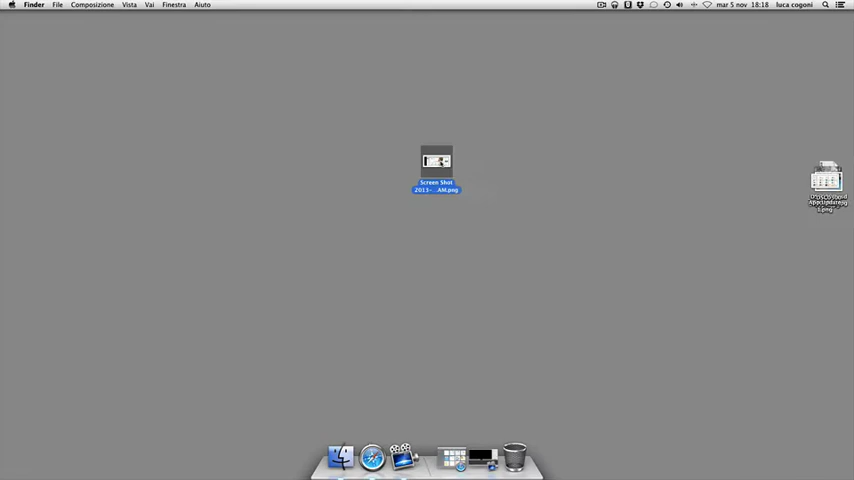 Finder File Composizione Vista Vai Finestra Aiuto
mar 5 nov 18:18 luca cogoni
Screen Shot
2013-...AM.png